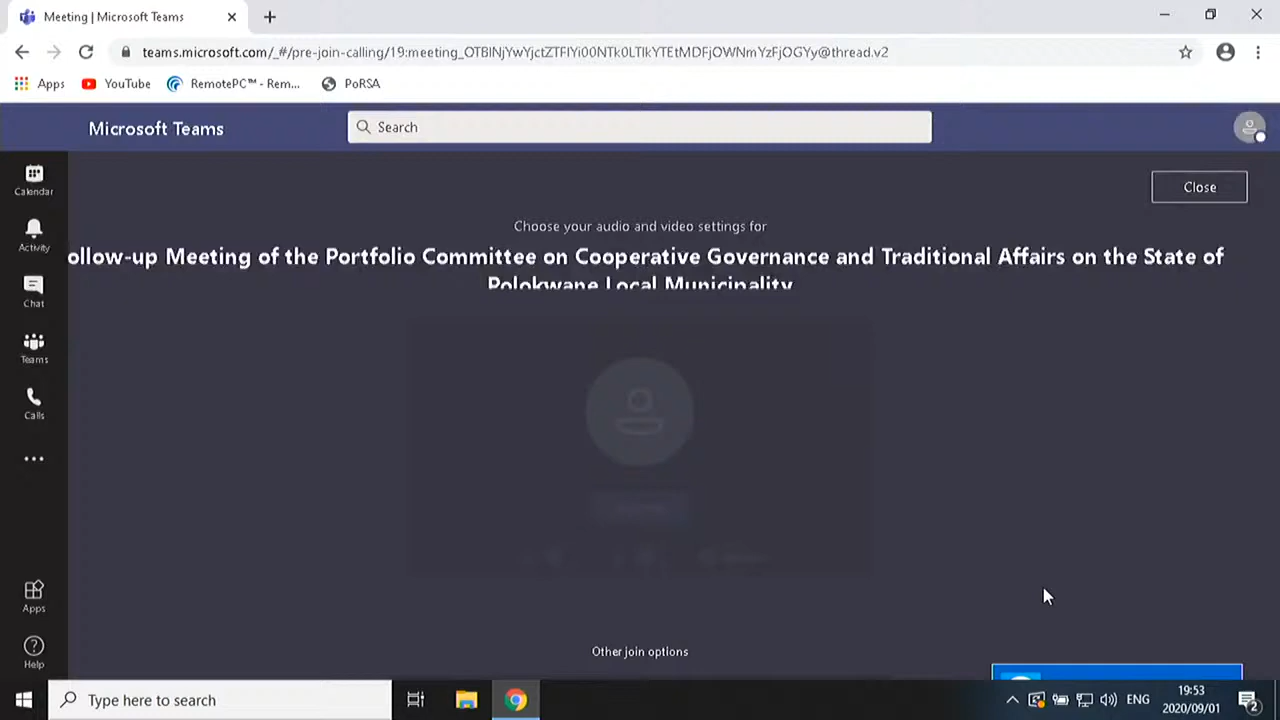 Meeting | Microsoft Teams
teams.microsoft.com/_#/pre-join-calling/19:meeting_OTBlNjYwYjctZTFlYi00NTk0LTlkYTEtMDFjOWNmYzFjOGYy@thread.v2
Apps YouTube RemotePC™ - Rem... PoRSA
Microsoft Teams
Search
Calendar
Close
Choose your audio and video settings for
Activity
ollow-up Meeting of the Portfolio Committee on Cooperative Governance and Traditional Affairs on the State of
Polokwane Local Municipality
Chat
Teams
Calls
Apps
Other join options
Help
Type here to search
ENG
19:53
2020/09/01
2